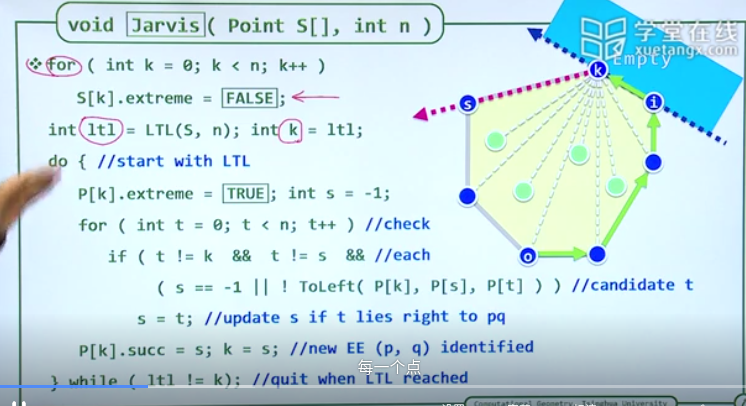 void Jarvis( Point S[], int n )
学堂在线
xuetangx.com
Empty
for ( int k = 0; k < n; k++ )
S[k].extreme = FALSE;
int ltl = LTL(S, n); int k = ltl;
do { //start with LTL
P[k].extreme = TRUE; int s = -1;
for ( int t = 0; t < n; t++ ) //check
if ( t != k && t != s && //each
( s == -1 || ! ToLeft( P[k], P[s], P[t] ) ) ) //candidate t
s = t; //update s if t lies right to pq
P[k].succ = s; k = s; //new EE (p, q) identified
} while ( ltl != k); //quit when LTL reached
k
i
s
o
每一个点
Computational Geometry, Tsinghua University